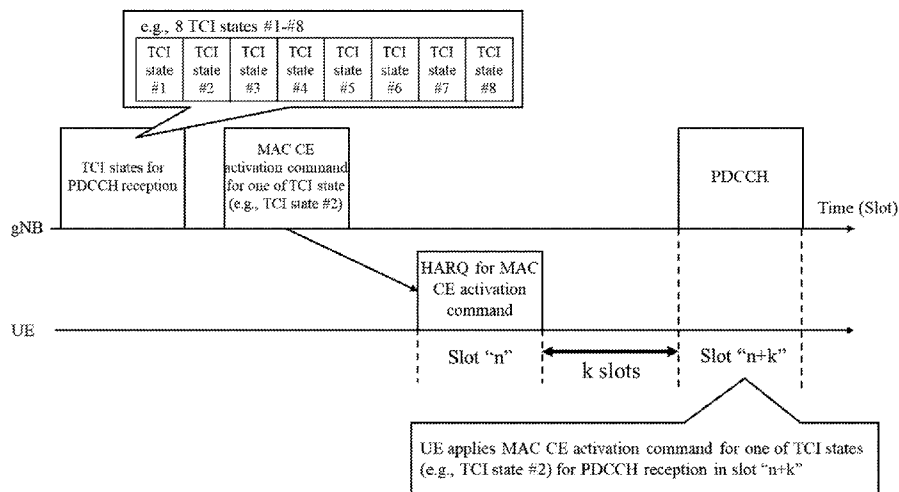 e.g., 8 TCI states #1-#8
TCI state #1
TCI state #2
TCI state #3
TCI state #4
TCI state #5
TCI state #6
TCI state #7
TCI state #8
TCI states for
PDCCH reception
MAC CE
activation command
for one of TCI state
(e.g., TCI state #2)
PDCCH
Time (Slot)
gNB
HARQ for MAC
CE activation
command
UE
Slot “n”
k slots
Slot “n+k”
UE applies MAC CE activation command for one of TCI states
(e.g., TCI state #2) for PDCCH reception in slot “n+k”